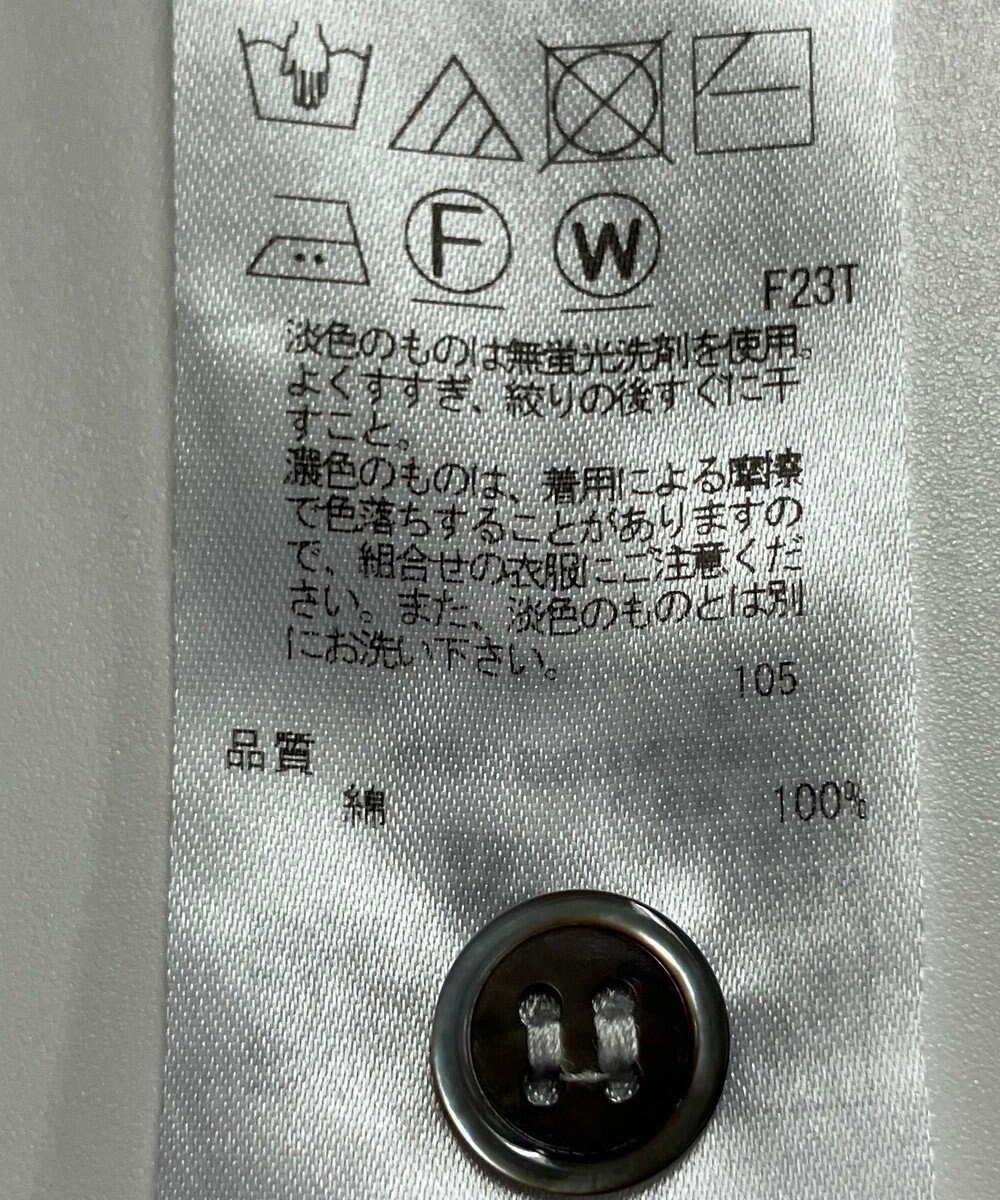 F W F23T
淡色のものは無蛍光洗剤を使用。
よくすすぎ、絞りの後すぐに干
すこと。
濃色のものは、着用による摩擦
で色落ちすることがありますの
で、組合せの衣服にご注意くだ
さい。また、淡色のものとは別
にお洗い下さい。
105
品質
綿 100%